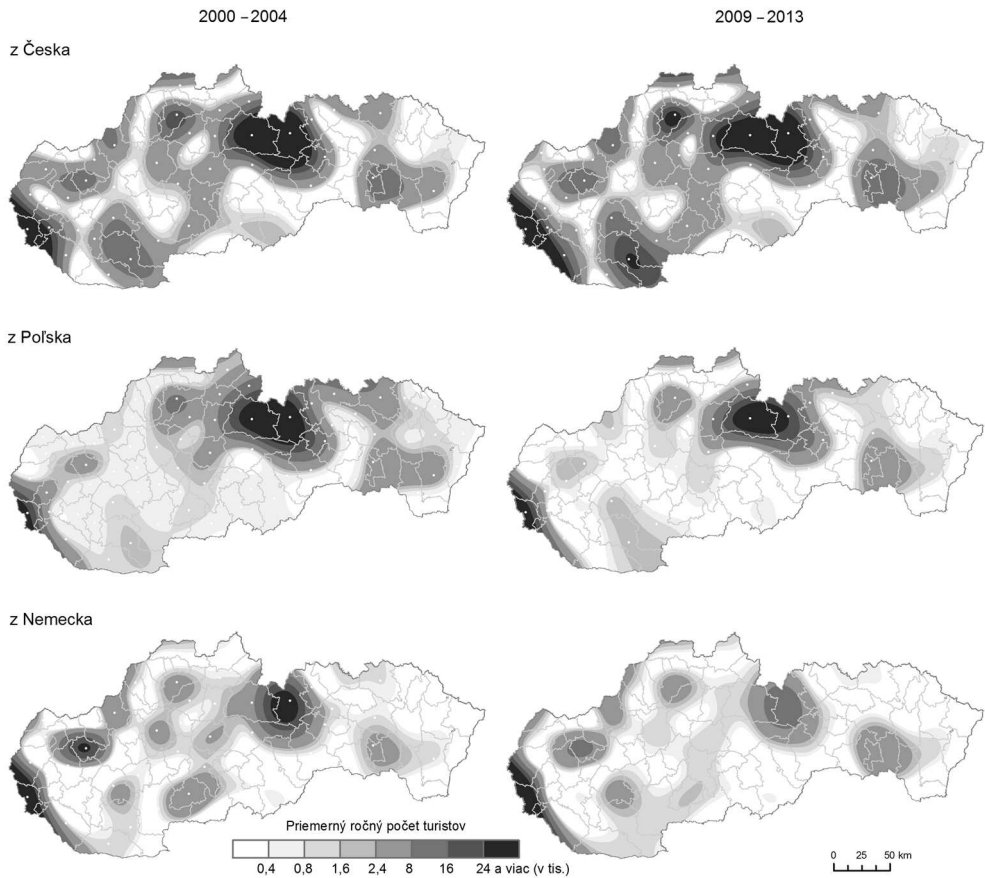 2000 – 2004 2009 – 2013
z Česka
z Poľska
z Nemecka
Priemerný ročný počet turistov
0,4 0,8 1,6 2,4 8 16 24 a viac (v tis.)
0 25 50 km